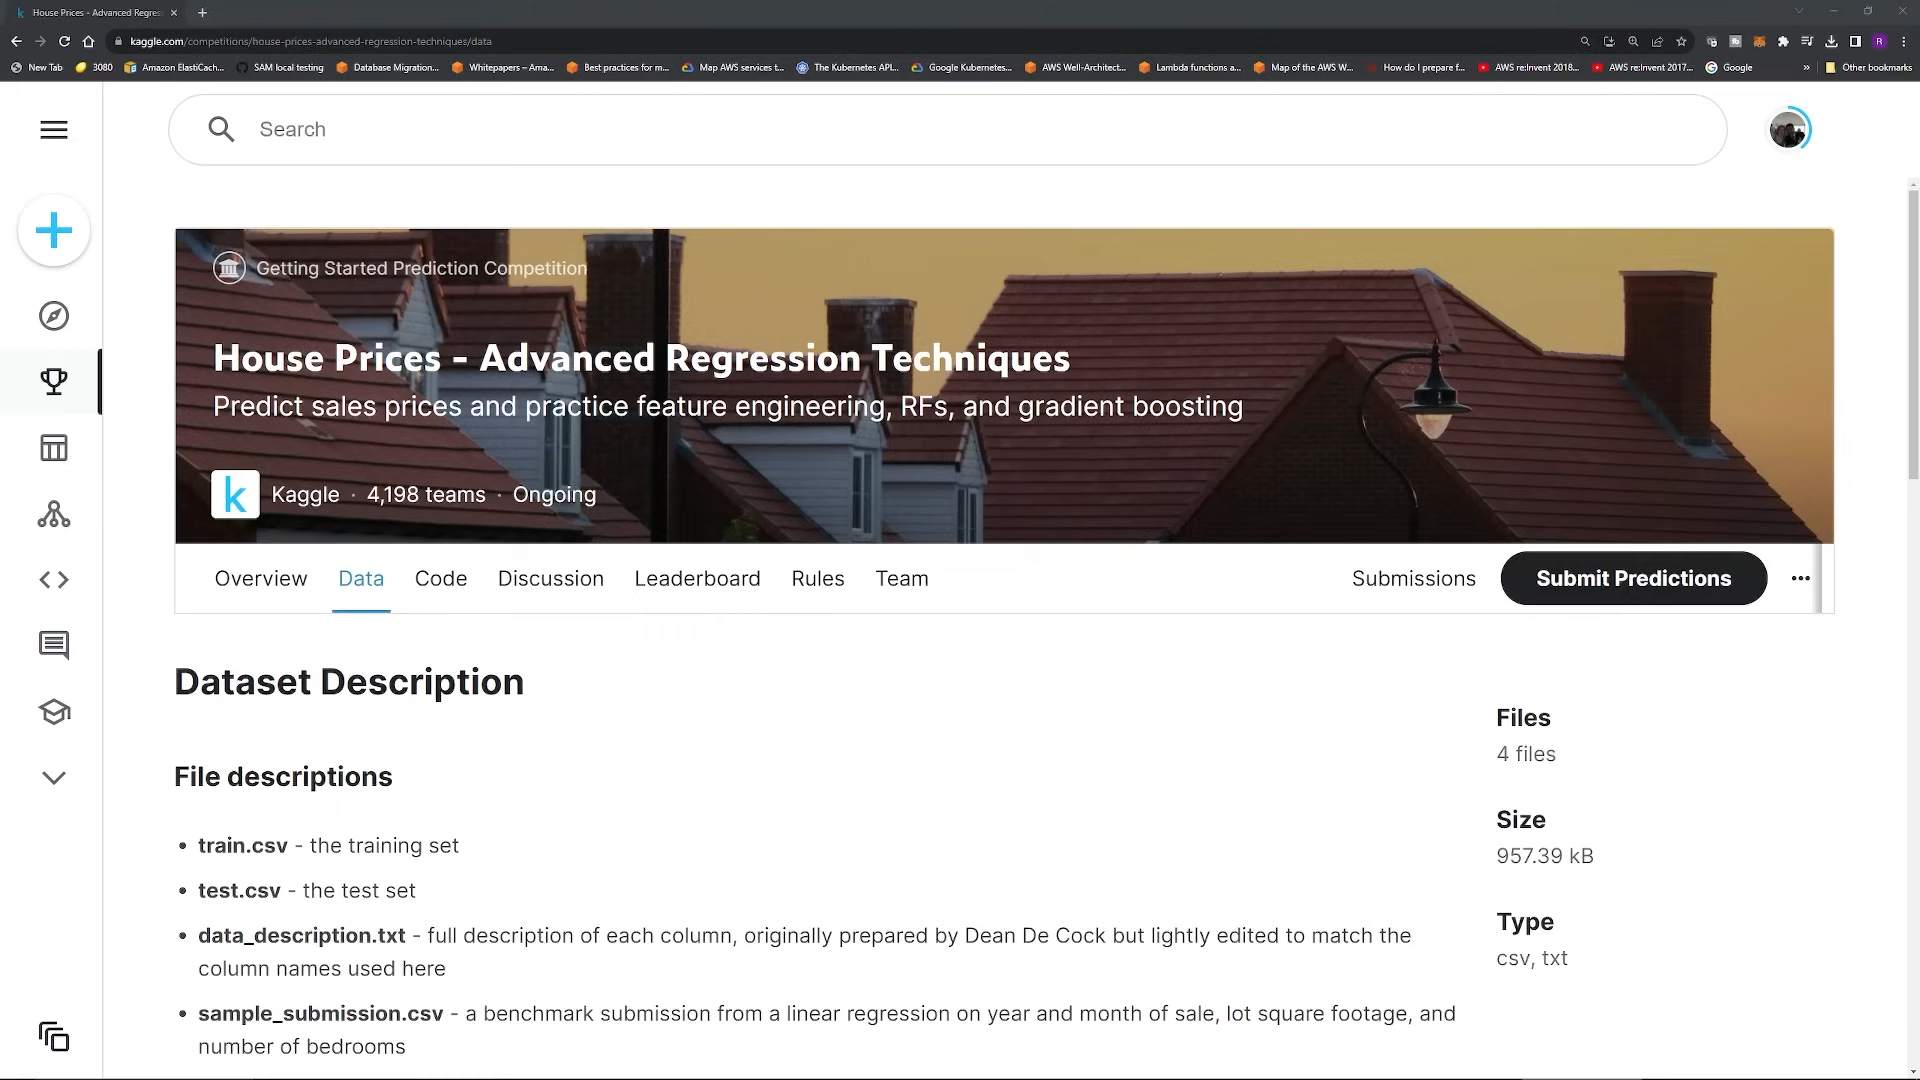 House Prices - Advanced Regres
kaggle.com/competitions/house-prices-advanced-regression-techniques/data
New Tab
3080
Amazon ElastiCach...
SAM local testing
Database Migration...
Whitepapers – Ama...
Best practices for m...
Map AWS services t...
The Kubernetes API...
Google Kubernetes...
AWS Well-Architect...
Lambda functions a...
Map of the AWS W...
How do I prepare f...
AWS re:Invent 2018...
AWS re:Invent 2017...
Google
»
Other bookmarks
R
Search
Getting Started Prediction Competition
House Prices - Advanced Regression Techniques
Predict sales prices and practice feature engineering, RFs, and gradient boosting
k
Kaggle · 4,198 teams · Ongoing
Overview
Data
Code
Discussion
Leaderboard
Rules
Team
Submissions
Submit Predictions
Dataset Description
File descriptions
• train.csv - the training set
• test.csv - the test set
• data_description.txt - full description of each column, originally prepared by Dean De Cock but lightly edited to match the
column names used here
• sample_submission.csv - a benchmark submission from a linear regression on year and month of sale, lot square footage, and
number of bedrooms
Files
4 files
Size
957.39 kB
Type
csv, txt